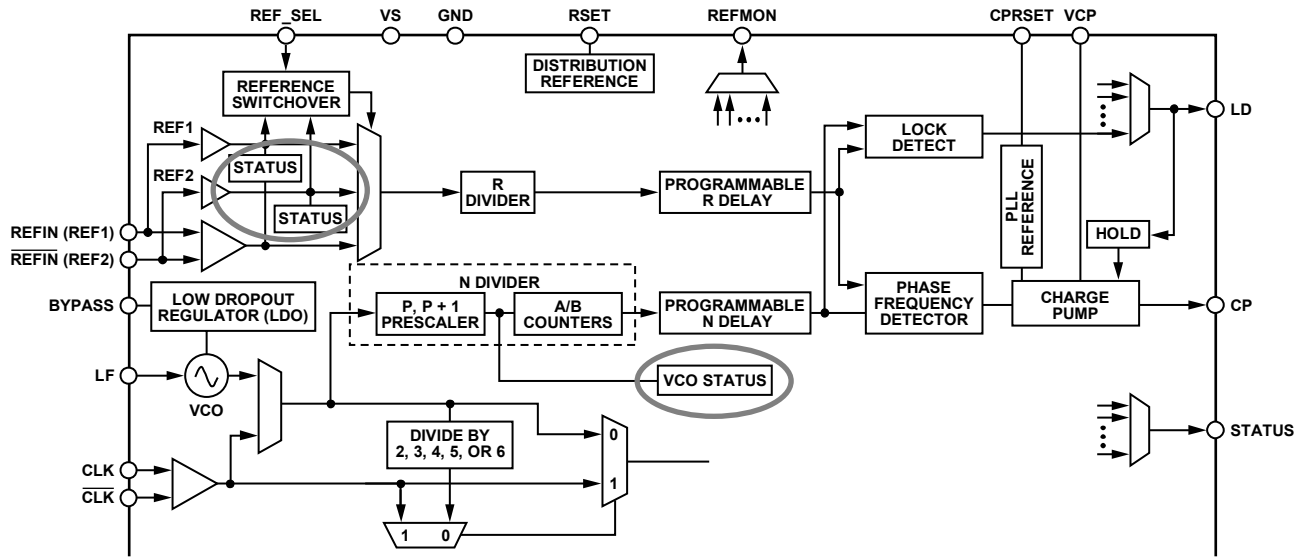 REF_SEL
VS
GND
RSET
REFMON
CPRSET
VCP
DISTRIBUTION
REFERENCE
REFERENCE
SWITCHOVER
LD
REF1
LOCK
DETECT
STATUS
REF2
R
DIVIDER
PROGRAMMABLE
R DELAY
PLL
REFERENCE
STATUS
REFIN (REF1)
REFIN (REF2)
HOLD
N DIVIDER
BYPASS
LOW DROPOUT
REGULATOR (LDO)
P, P + 1
PRESCALER
A/B
COUNTERS
PROGRAMMABLE
N DELAY
PHASE
FREQUENCY
DETECTOR
CHARGE
PUMP
CP
LF
VCO
VCO STATUS
STATUS
DIVIDE BY
2, 3, 4, 5, OR 6
0
CLK
CLK
1
1 0